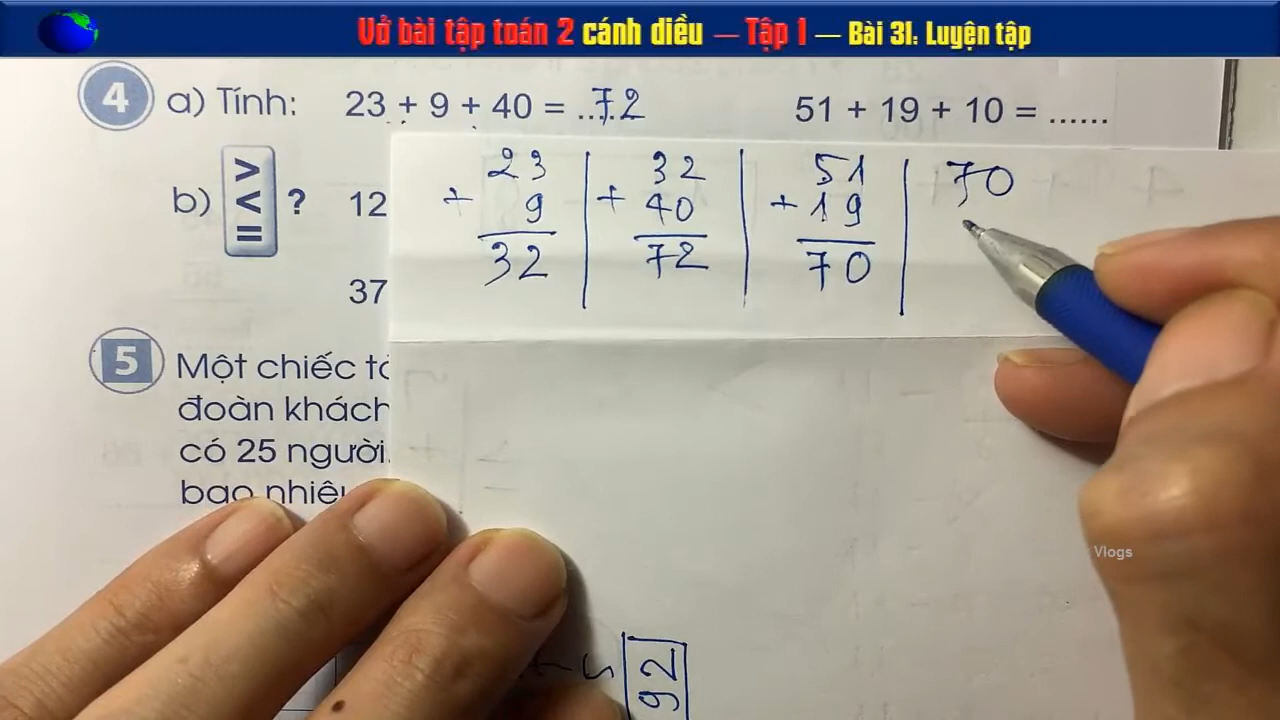 Vở bài tập toán 2 cánh diều – Tập 1 – Bài 31: Luyện tập
4 a) Tính: 23 + 9 + 40 = ..72 51 + 19 + 10 = ......
b) > < = ? 12
37
23 + 9 32
32 + 40 72
51 + 19 70
70
5 Một chiếc
đoàn khách
có 25 người.
bao
92
Vlogs